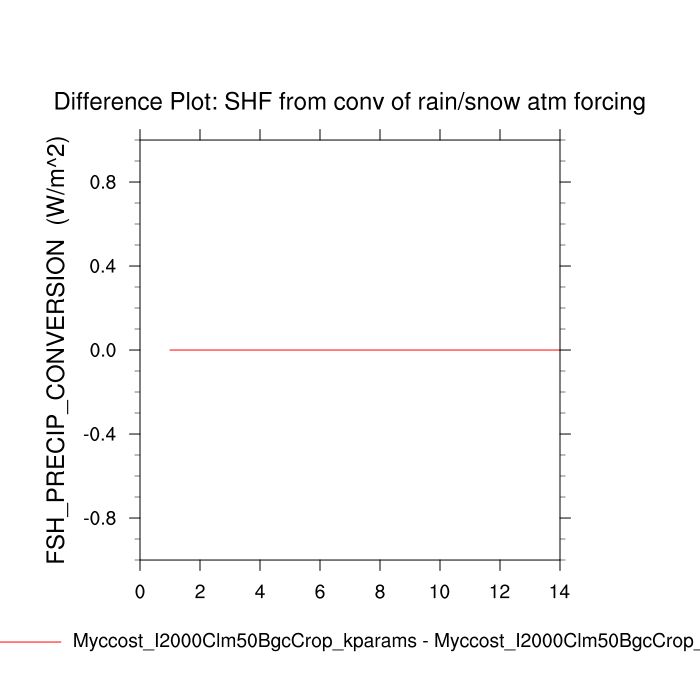 Difference Plot: SHF from conv of rain/snow atm forcing
FSH_PRECIP_CONVERSION (W/m^2)
0.8
0.4
0.0
-0.4
-0.8
0 2 4 6 8 10 12 14
Myccost_I2000Clm50BgcCrop_kparams - Myccost_I2000Clm50BgcCrop_